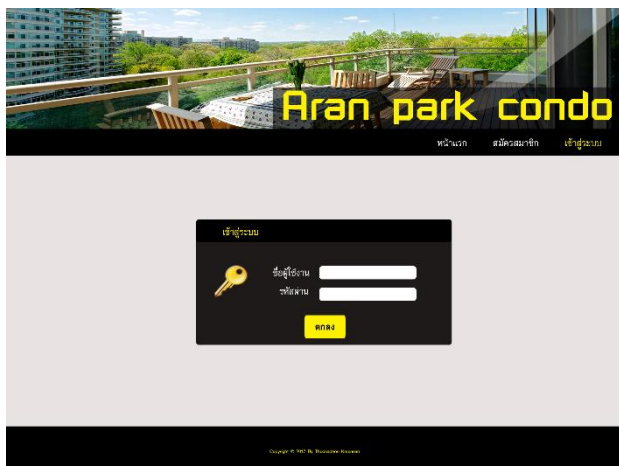 Aran park condo
หน้าแรก สมัครสมาชิก เข้าสู่ระบบ
เข้าสู่ระบบ
ชื่อผู้ใช้งาน
รหัสผ่าน
ตกลง
Copyright © By